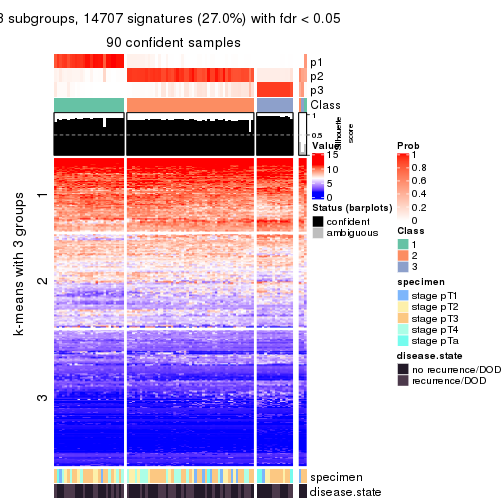 3 subgroups, 14707 signatures (27.0%) with fdr < 0.05
90 confident samples
p1
p2
p3
Class
1
0.5
Silhouette
score
k-means with 3 groups
1
2
3
specimen
disease.state
Value
15
10
5
0
Status (barplots)
confident
ambiguous
Prob
1
0.8
0.6
0.4
0.2
0
Class
1
2
3
specimen
stage pT1
stage pT2
stage pT3
stage pT4
stage pTa
disease.state
no recurrence/DOD
recurrence/DOD